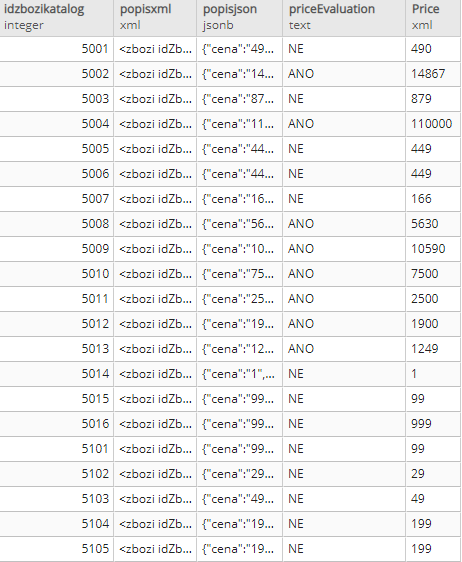 idzbozikatalog popisxml popisjson priceEvaluation Price
integer xml jsonb text xml
5001 <zbozi idZb... {"cena":"49... NE 490
5002 <zbozi idZb... {"cena":"14... ANO 14867
5003 <zbozi idZb... {"cena":"87... NE 879
5004 <zbozi idZb... {"cena":"11... ANO 110000
5005 <zbozi idZb... {"cena":"44... NE 449
5006 <zbozi idZb... {"cena":"44... NE 449
5007 <zbozi idZb... {"cena":"16... NE 166
5008 <zbozi idZb... {"cena":"56... ANO 5630
5009 <zbozi idZb... {"cena":"10... ANO 10590
5010 <zbozi idZb... {"cena":"75... ANO 7500
5011 <zbozi idZb... {"cena":"25... ANO 2500
5012 <zbozi idZb... {"cena":"19... ANO 1900
5013 <zbozi idZb... {"cena":"12... ANO 1249
5014 <zbozi idZb... {"cena":"1",... NE 1
5015 <zbozi idZb... {"cena":"99... NE 99
5016 <zbozi idZb... {"cena":"99... NE 999
5101 <zbozi idZb... {"cena":"99... NE 99
5102 <zbozi idZb... {"cena":"29... NE 29
5103 <zbozi idZb... {"cena":"49... NE 49
5104 <zbozi idZb... {"cena":"19... NE 199
5105 <zbozi idZb... {"cena":"19... NE 199